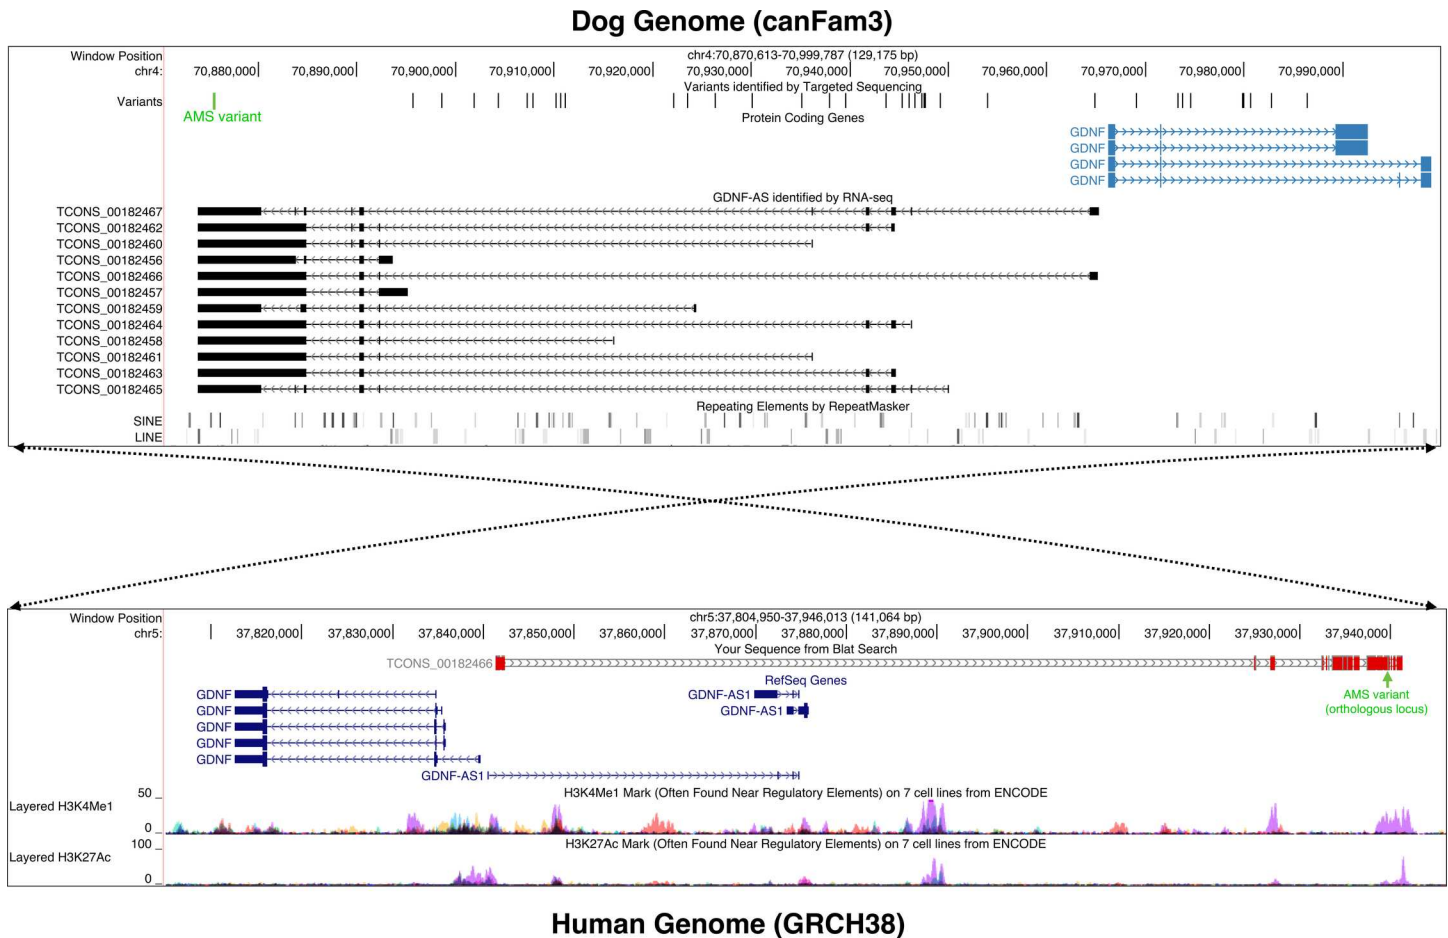 Dog Genome (canFam3)
Window Position chr4:70,870,613-70,999,787 (129,175 bp)
chr4: 70,880,000 70,890,000 70,900,000 70,910,000 70,920,000 70,930,000 70,940,000 70,950,000 70,960,000 70,970,000 70,980,000 70,990,000
Variants identified by Targeted Sequencing
Variants
AMS variant
Protein Coding Genes
GDNF
GDNF
GDNF
GDNF
GDNF-AS identified by RNA-seq
TCONS_00182467
TCONS_00182462
TCONS_00182460
TCONS_00182456
TCONS_00182466
TCONS_00182457
TCONS_00182459
TCONS_00182464
TCONS_00182458
TCONS_00182461
TCONS_00182463
TCONS_00182465
Repeating Elements by RepeatMasker
SINE
LINE
Window Position chr5:37,804,950-37,946,013 (141,064 bp)
chr5: 37,820,000 37,830,000 37,840,000 37,850,000 37,860,000 37,870,000 37,880,000 37,890,000 37,900,000 37,910,000 37,920,000 37,930,000 37,940,000
Your Sequence from Blat Search
TCONS_00182466
RefSeq Genes
GDNF GDNF-AS1 AMS variant
GDNF GDNF-AS1 (orthologous locus)
GDNF
GDNF
GDNF
GDNF-AS1
H3K4Me1 Mark (Often Found Near Regulatory Elements) on 7 cell lines from ENCODE
50
Layered H3K4Me1
0
H3K27Ac Mark (Often Found Near Regulatory Elements) on 7 cell lines from ENCODE
100
Layered H3K27Ac
0
Human Genome (GRCH38)